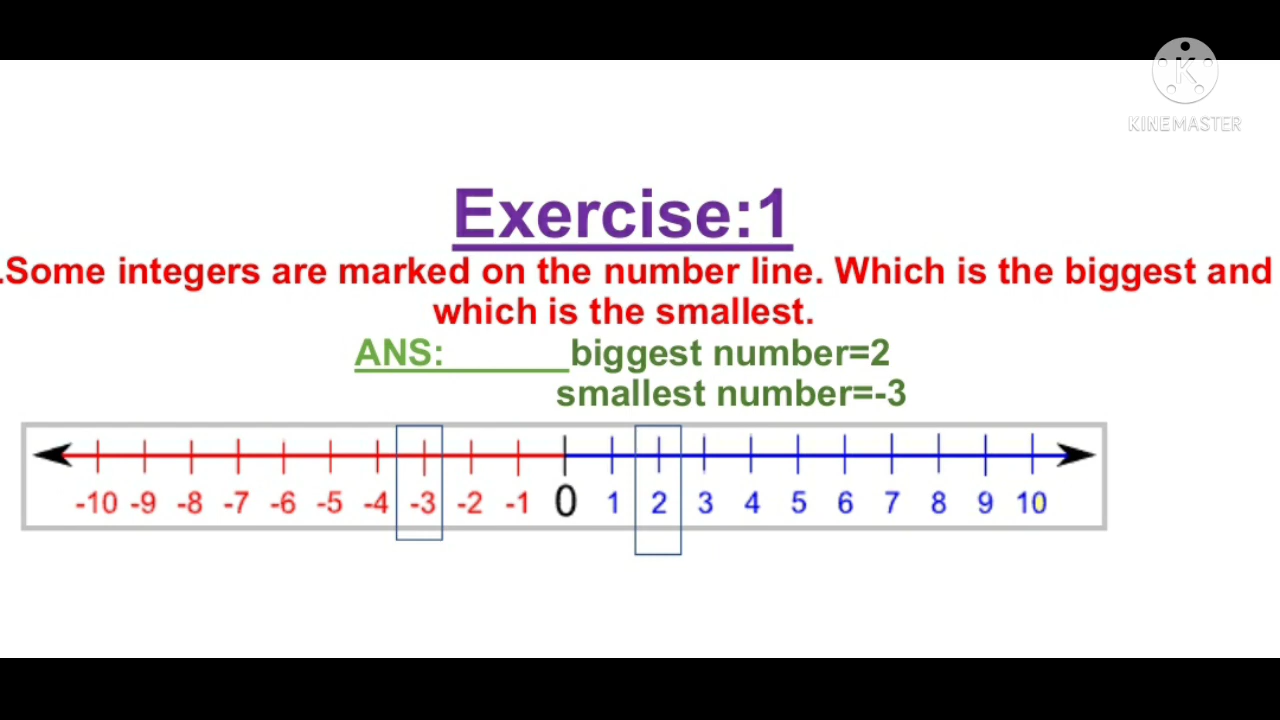 KINEMASTER
Exercise:1
.Some integers are marked on the number line. Which is the biggest and
which is the smallest.
ANS: biggest number=2
smallest number=-3
-10 -9 -8 -7 -6 -5 -4 -3 -2 -1 0 1 2 3 4 5 6 7 8 9 10